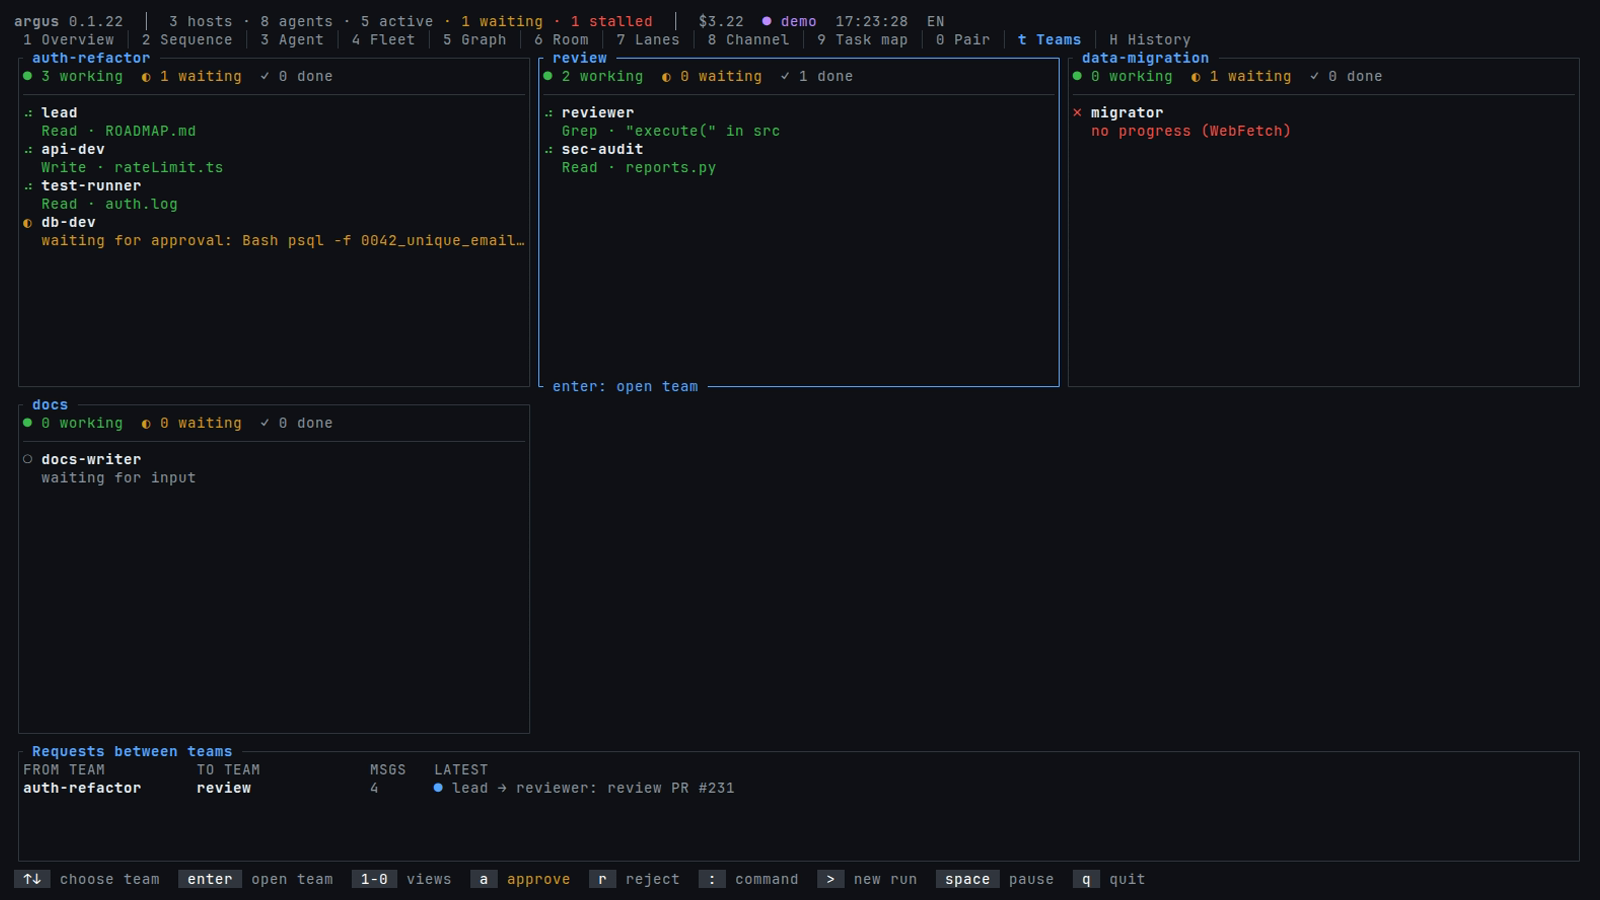 argus 0.1.22 │ 3 hosts · 8 agents · 5 active · 1 waiting · 1 stalled │ $3.22 ● demo 17:23:28 EN
1 Overview │ 2 Sequence │ 3 Agent │ 4 Fleet │ 5 Graph │ 6 Room │ 7 Lanes │ 8 Channel │ 9 Task map │ 0 Pair │ t Teams │ H History
auth-refactor
● 3 working ◐ 1 waiting ✓ 0 done
lead
Read · ROADMAP.md
api-dev
Write · rateLimit.ts
test-runner
Read · auth.log
◐ db-dev
waiting for approval: Bash psql -f 0042_unique_email…
review
● 2 working ◐ 0 waiting ✓ 1 done
reviewer
Grep · "execute(" in src
sec-audit
Read · reports.py
enter: open team
data-migration
● 0 working ◐ 1 waiting ✓ 0 done
✕ migrator
no progress (WebFetch)
docs
● 0 working ◐ 0 waiting ✓ 0 done
○ docs-writer
waiting for input
Requests between teams
FROM TEAM TO TEAM MSGS LATEST
auth-refactor review 4 ● lead → reviewer: review PR #231
↑↓ choose team enter open team 1-0 views a approve r reject : command > new run space pause q quit